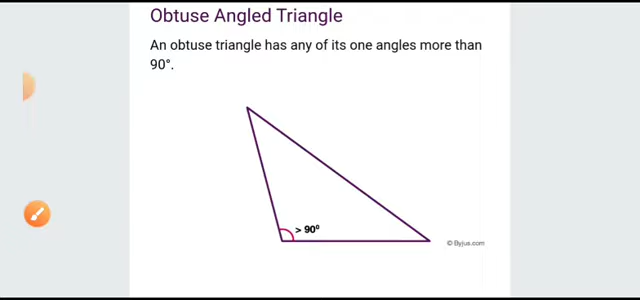 Obtuse Angled Triangle
An obtuse triangle has any of its one angles more than
90°.
> 90°
© Byjus.com